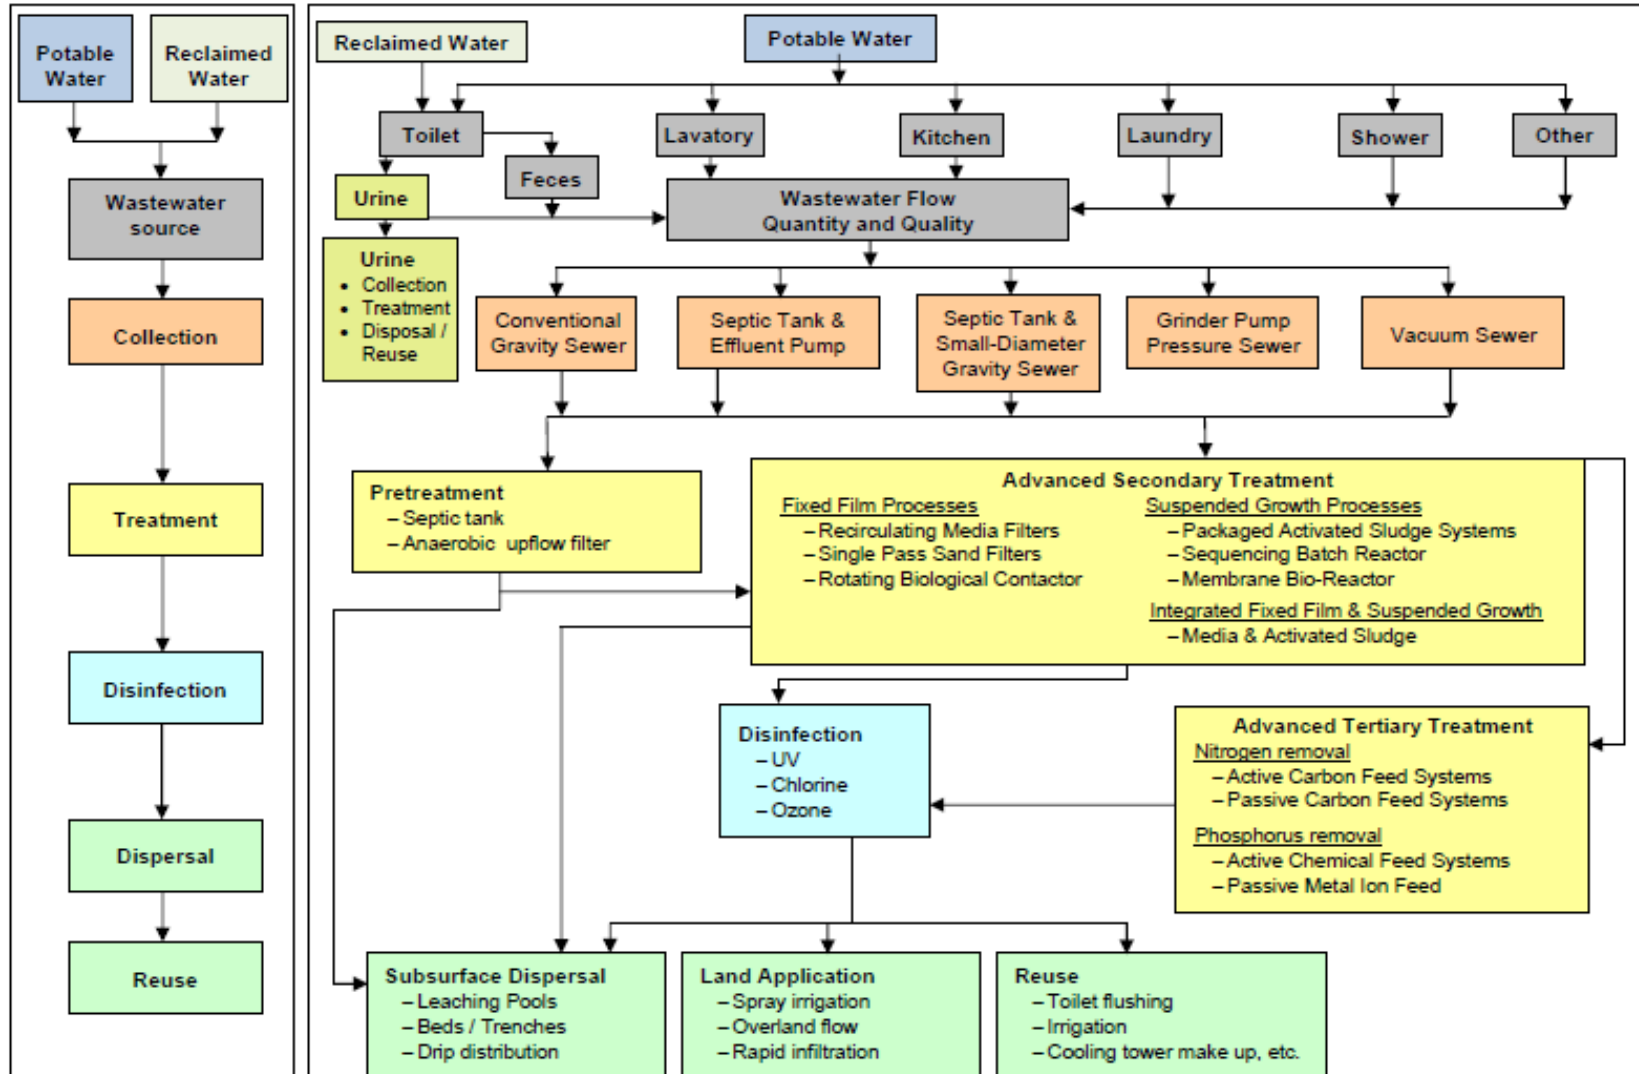 Potable
Water
Reclaimed
Water
Wastewater
source
Collection
Treatment
Disinfection
Dispersal
Reuse
Reclaimed Water
Potable Water
Toilet
Lavatory
Kitchen
Laundry
Shower
Other
Feces
Urine
Wastewater Flow
Quantity and Quality
Urine
• Collection
• Treatment
• Disposal /
Reuse
Conventional
Gravity Sewer
Septic Tank &
Effluent Pump
Septic Tank &
Small-Diameter
Gravity Sewer
Grinder Pump
Pressure Sewer
Vacuum Sewer
Pretreatment
– Septic tank
– Anaerobic upflow filter
Advanced Secondary Treatment
Fixed Film Processes
– Recirculating Media Filters
– Single Pass Sand Filters
– Rotating Biological Contactor
Suspended Growth Processes
– Packaged Activated Sludge Systems
– Sequencing Batch Reactor
– Membrane Bio-Reactor
Integrated Fixed Film & Suspended Growth
– Media & Activated Sludge
Disinfection
– UV
– Chlorine
– Ozone
Advanced Tertiary Treatment
Nitrogen removal
– Active Carbon Feed Systems
– Passive Carbon Feed Systems
Phosphorus removal
– Active Chemical Feed Systems
– Passive Metal Ion Feed
Subsurface Dispersal
– Leaching Pools
– Beds / Trenches
– Drip distribution
Land Application
– Spray irrigation
– Overland flow
– Rapid infiltration
Reuse
– Toilet flushing
– Irrigation
– Cooling tower make up, etc.